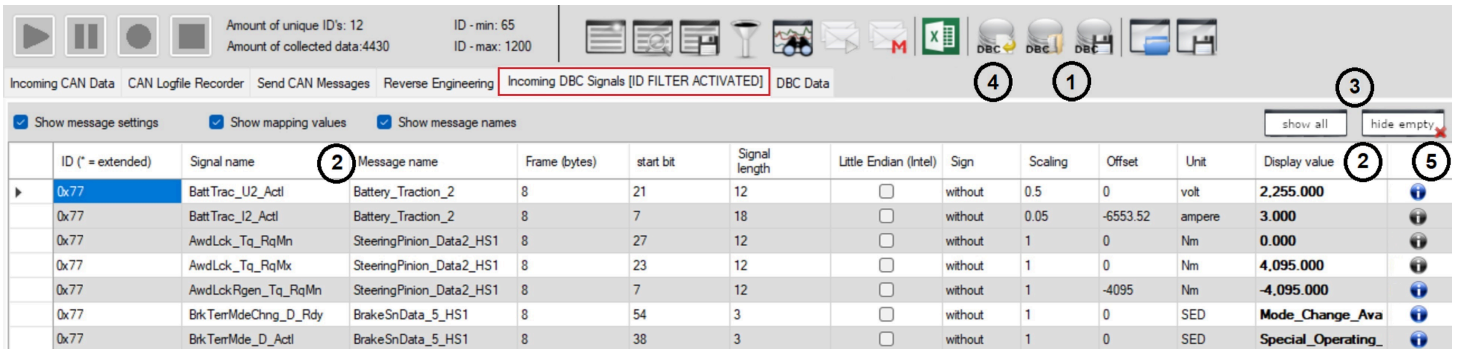 Amount of unique ID's: 12 ID - min: 65
Amount of collected data:4430 ID - max: 1200
M X DBC DBC DBC
Incoming CAN Data CAN Logfile Recorder Send CAN Messages Reverse Engineering Incoming DBC Signals [ID FILTER ACTIVATED] DBC Data
4 1
3
Show message settings Show mapping values Show message names show all hide empty
ID (* = extended) Signal name 2 Message name Frame (bytes) start bit Signal length Little Endian (Intel) Sign Scaling Offset Unit Display value 2 5
0x77 BattTrac_U2_Actl Battery_Traction_2 8 21 12 without 0.5 0 volt 2,255.000 i
0x77 BattTrac_I2_Actl Battery_Traction_2 8 7 18 without 0.05 -6553.52 ampere 3.000 i
0x77 AwdLck_Tq_RqMn SteeringPinion_Data2_HS1 8 27 12 without 1 0 Nm 0.000 i
0x77 AwdLck_Tq_RqMx SteeringPinion_Data2_HS1 8 23 12 without 1 0 Nm 4,095.000 i
0x77 AwdLckRgen_Tq_RqMn SteeringPinion_Data2_HS1 8 7 12 without 1 -4095 Nm -4,095.000 i
0x77 BrkTerrMdeChng_D_Rdy BrakeSnData_5_HS1 8 54 3 without 1 0 SED Mode_Change_Ava i
0x77 BrkTerrMde_D_Actl BrakeSnData_5_HS1 8 38 3 without 1 0 SED Special_Operating_ i